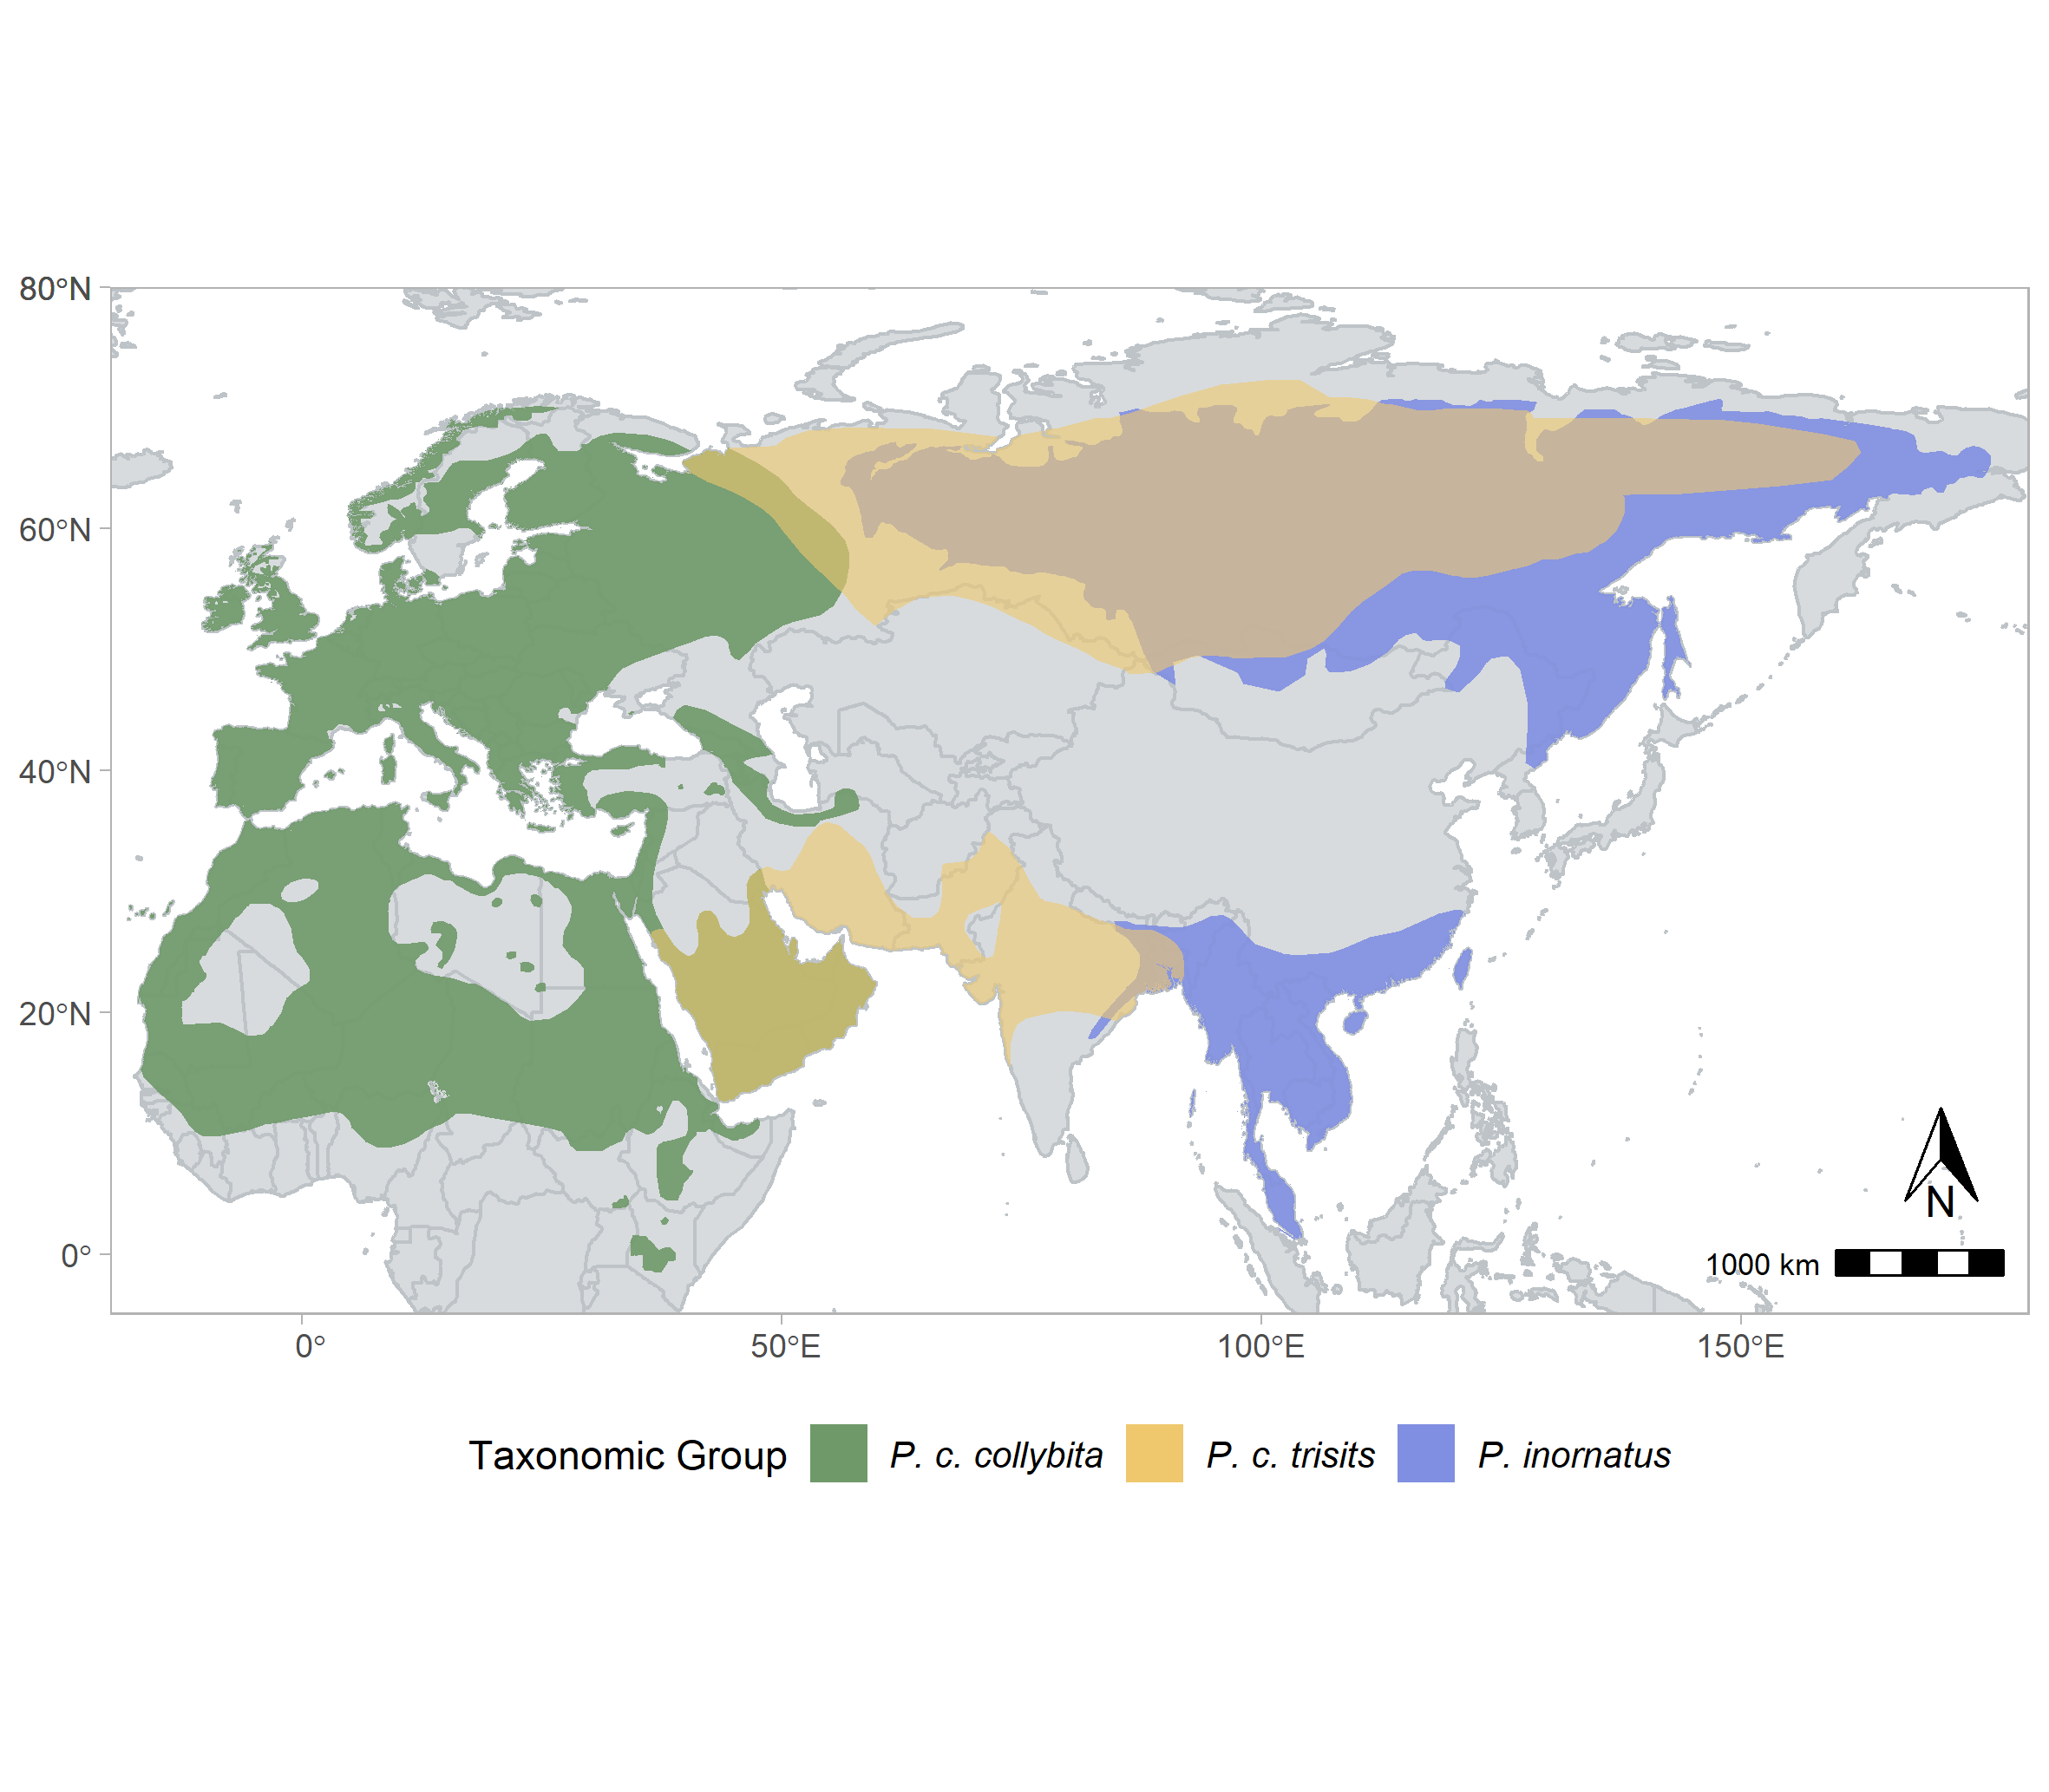 80°N
60°N
40°N
20°N
0°
N
1000 km
0°
50°E
100°E
150°E
Taxonomic Group P. c. collybita P. c. trisits P. inornatus